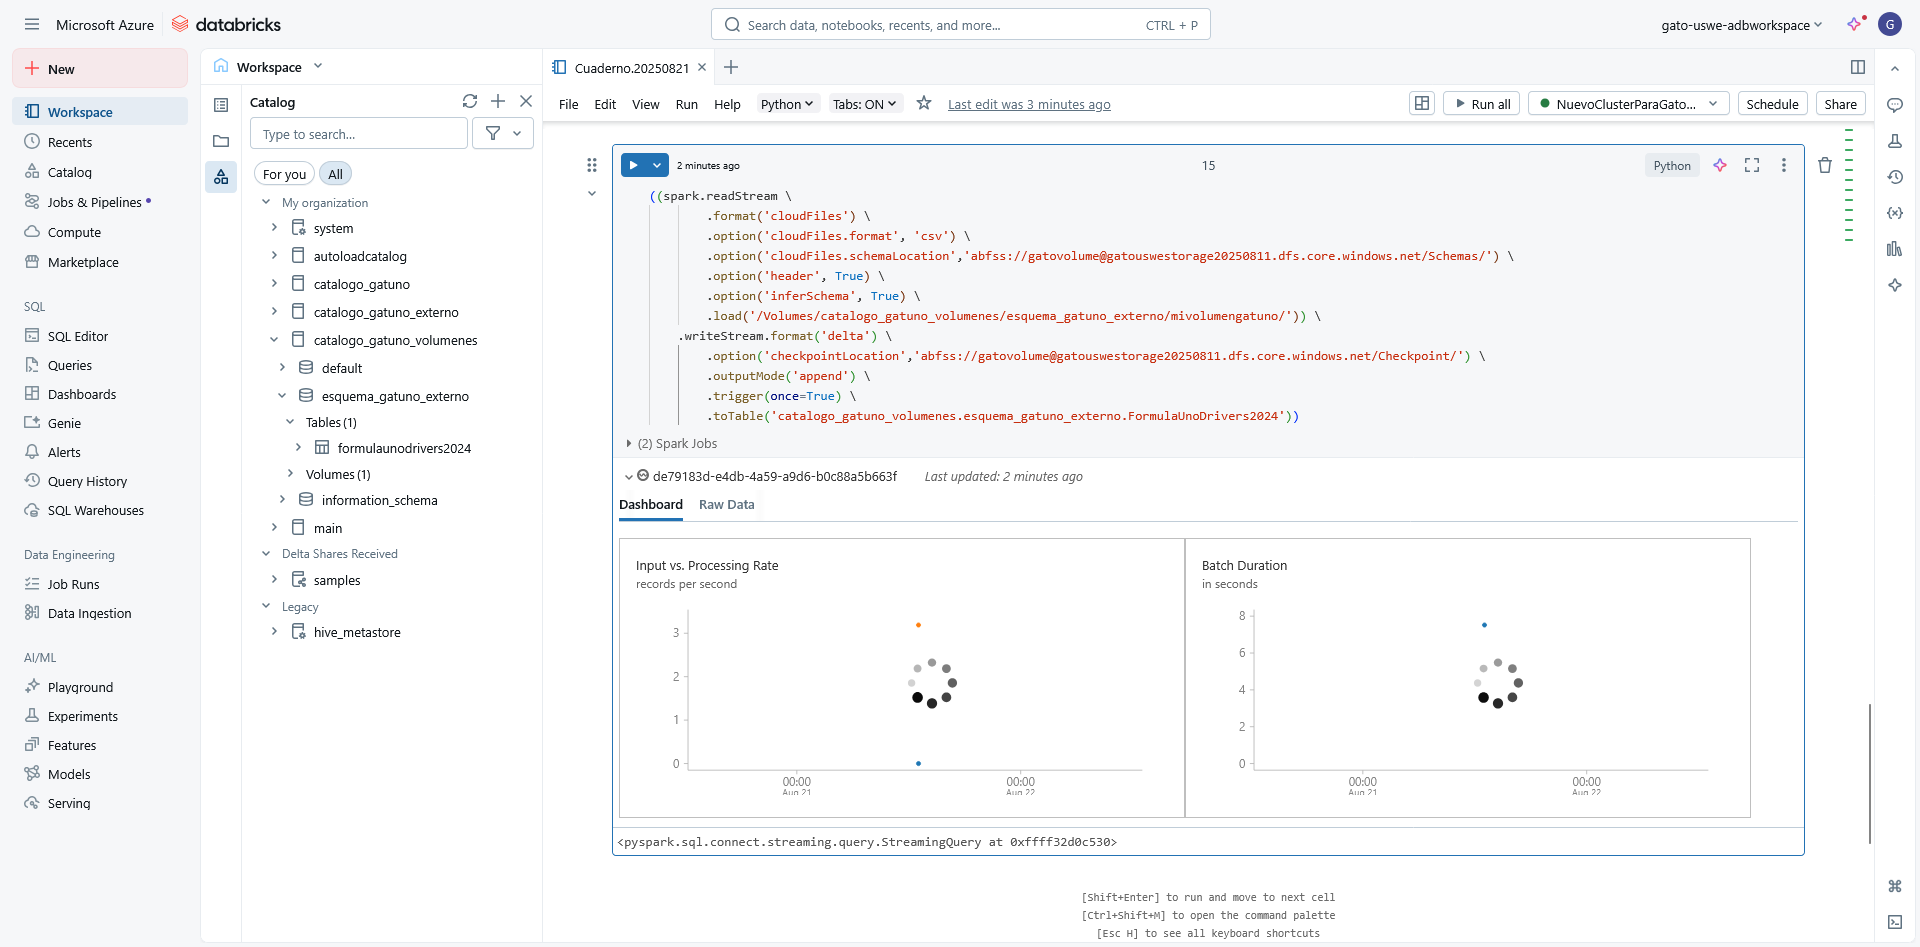 Microsoft Azure
databricks
Search data, notebooks, recents, and more...
CTRL + P
gato-uswe-adbworkspace
G
New
Workspace
Recents
Catalog
Jobs & Pipelines
Compute
Marketplace
SQL
SQL Editor
Queries
Dashboards
Genie
Alerts
Query History
SQL Warehouses
Data Engineering
Job Runs
Data Ingestion
AI/ML
Playground
Experiments
Features
Models
Serving
Workspace
Catalog
Type to search...
For you
All
My organization
system
autoloadcatalog
catalogo_gatuno
catalogo_gatuno_externo
catalogo_gatuno_volumenes
default
esquema_gatuno_externo
Tables (1)
formulaunodrivers2024
Volumes (1)
information_schema
main
Delta Shares Received
samples
Legacy
hive_metastore
Cuaderno.20250821
File Edit View Run Help Python Tabs: ON Last edit was 3 minutes ago
Run all
NuevoClusterParaGato...
Schedule
Share
2 minutes ago
15
Python
((spark.readStream \
.format('cloudFiles') \
.option('cloudFiles.format', 'csv') \
.option('cloudFiles.schemaLocation','abfss://gatovolume@gatouswestorage20250811.dfs.core.windows.net/Schemas/') \
.option('header', True) \
.option('inferSchema', True) \
.load('/Volumes/catalogo_gatuno_volumenes/esquema_gatuno_externo/mivolumengatuno/')) \
.writeStream.format('delta') \
.option('checkpointLocation','abfss://gatovolume@gatouswestorage20250811.dfs.core.windows.net/Checkpoint/') \
.outputMode('append') \
.trigger(once=True) \
.toTable('catalogo_gatuno_volumenes.esquema_gatuno_externo.FormulaUnoDrivers2024'))
(2) Spark Jobs
de79183d-e4db-4a59-a9d6-b0c88a5b663f
Last updated: 2 minutes ago
Dashboard
Raw Data
Input vs. Processing Rate
records per second
3
2
1
0
00:00
Aug 21
00:00
Aug 22
Batch Duration
in seconds
8
6
4
2
0
00:00
Aug 21
00:00
Aug 22
<pyspark.sql.connect.streaming.query.StreamingQuery at 0xffff32d0c530>
[Shift+Enter] to run and move to next cell
[Ctrl+Shift+M] to open the command palette
[Esc H] to see all keyboard shortcuts